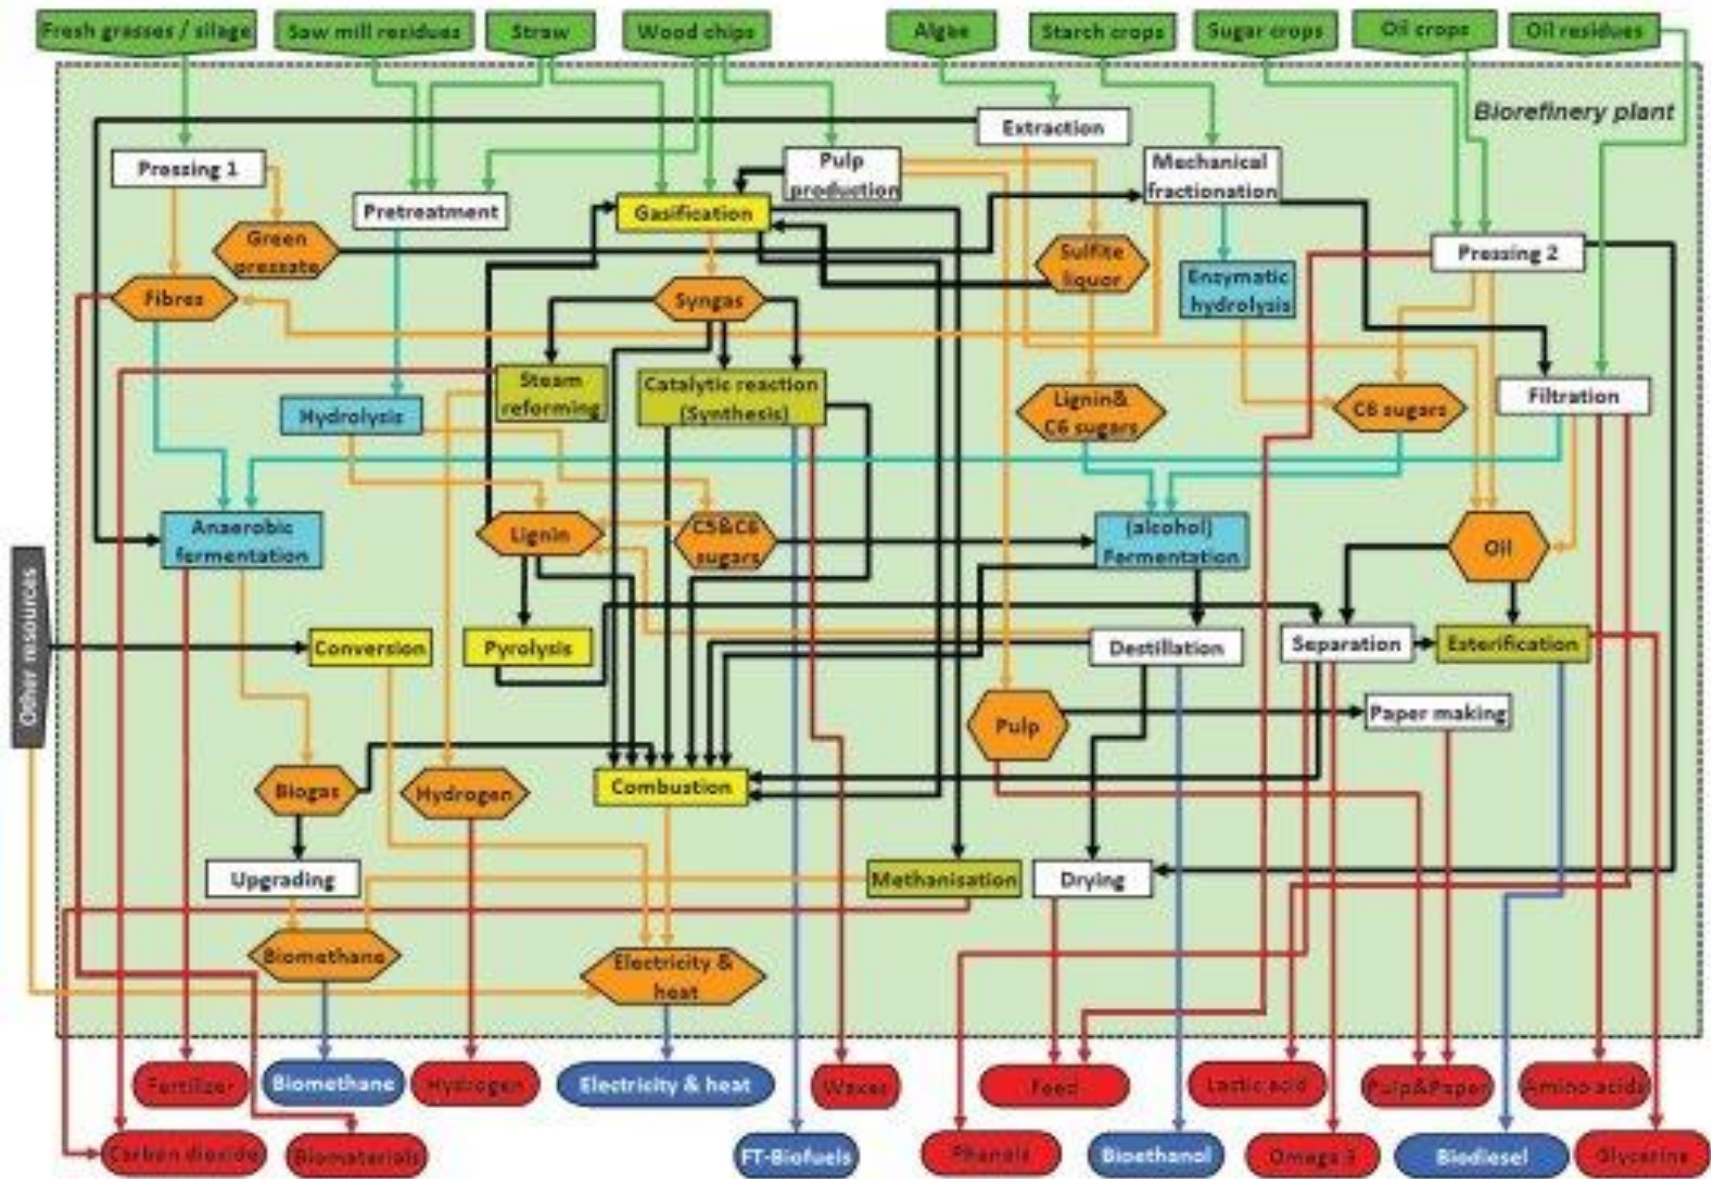 Fresh grasses / silage
Saw mill residues
Straw
Wood chips
Algae
Starch crops
Sugar crops
Oil crops
Oil residues
Biorefinery plant
Extraction
Pressing 1
Pulp
production
Mechanical
fractionation
Pretreatment
Gasification
Green
pressate
Sulfite
liquor
Pressing 2
Enzymatic
hydrolysis
Fibres
Syngas
Steam
reforming
Catalytic reaction
(Synthesis)
Lignin&
C6 sugars
C6 sugars
Filtration
Hydrolysis
Anaerobic
fermentation
Lignin
C5&C6
sugars
(alcohol)
Fermentation
Oil
Other resources
Conversion
Pyrolysis
Destillation
Separation
Esterification
Pulp
Paper making
Biogas
Hydrogen
Combustion
Upgrading
Methanisation
Drying
Biomethane
Electricity &
heat
Fertilizer
Biomethane
Hydrogen
Electricity & heat
Waxes
Feed
Lactic acid
Pulp&Paper
Amino acids
Carbon dioxide
Biomaterials
FT-Biofuels
Phenols
Bioethanol
Omega 3
Biodiesel
Glycerine